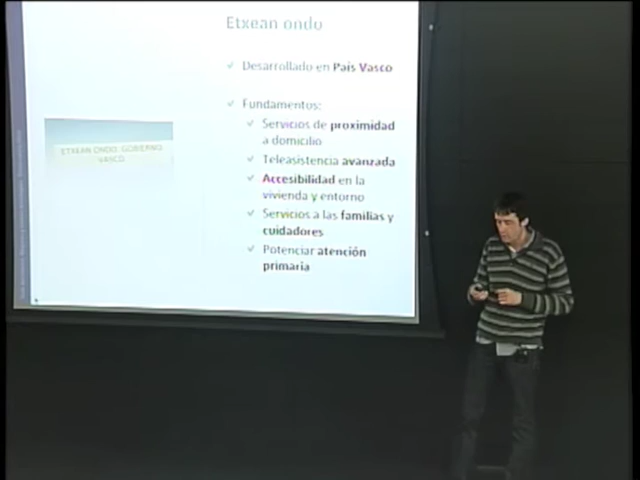 Etxean ondo
Desarrollado en País Vasco
Fundamentos:
Servicios de proximidad
a domicilio
Teleasistencia avanzada
Accesibilidad en la
vivienda y entorno
Servicios a las familias y
cuidadores
Potenciar atención
primaria
ETXEAN ONDO. GOBIERNO
VASCO.